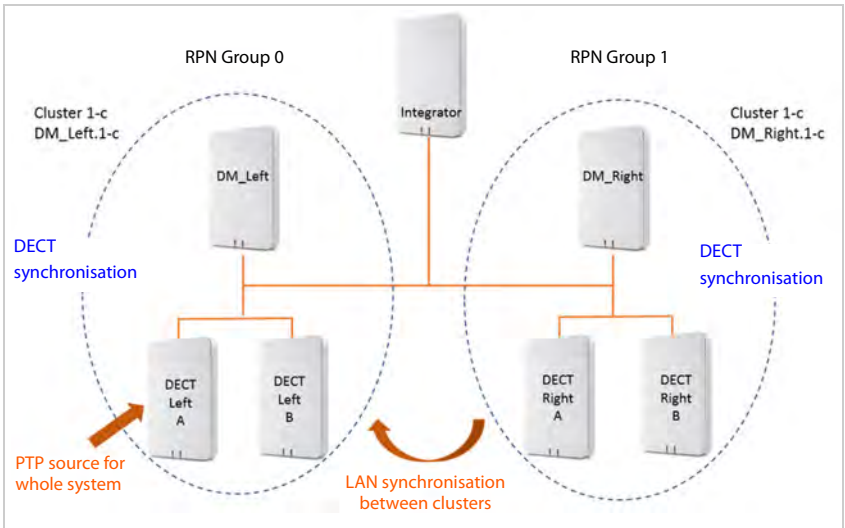 RPN Group 0
RPN Group 1
Integrator
Cluster 1-c
DM_Left.1-c
Cluster 1-c
DM_Right.1-c
DM_Left
DM_Right
DECT
synchronisation
DECT
synchronisation
DECT
Left
A
DECT
Left
B
DECT
Right
A
DECT
Right
B
PTP source for
whole system
LAN synchronisation
between clusters